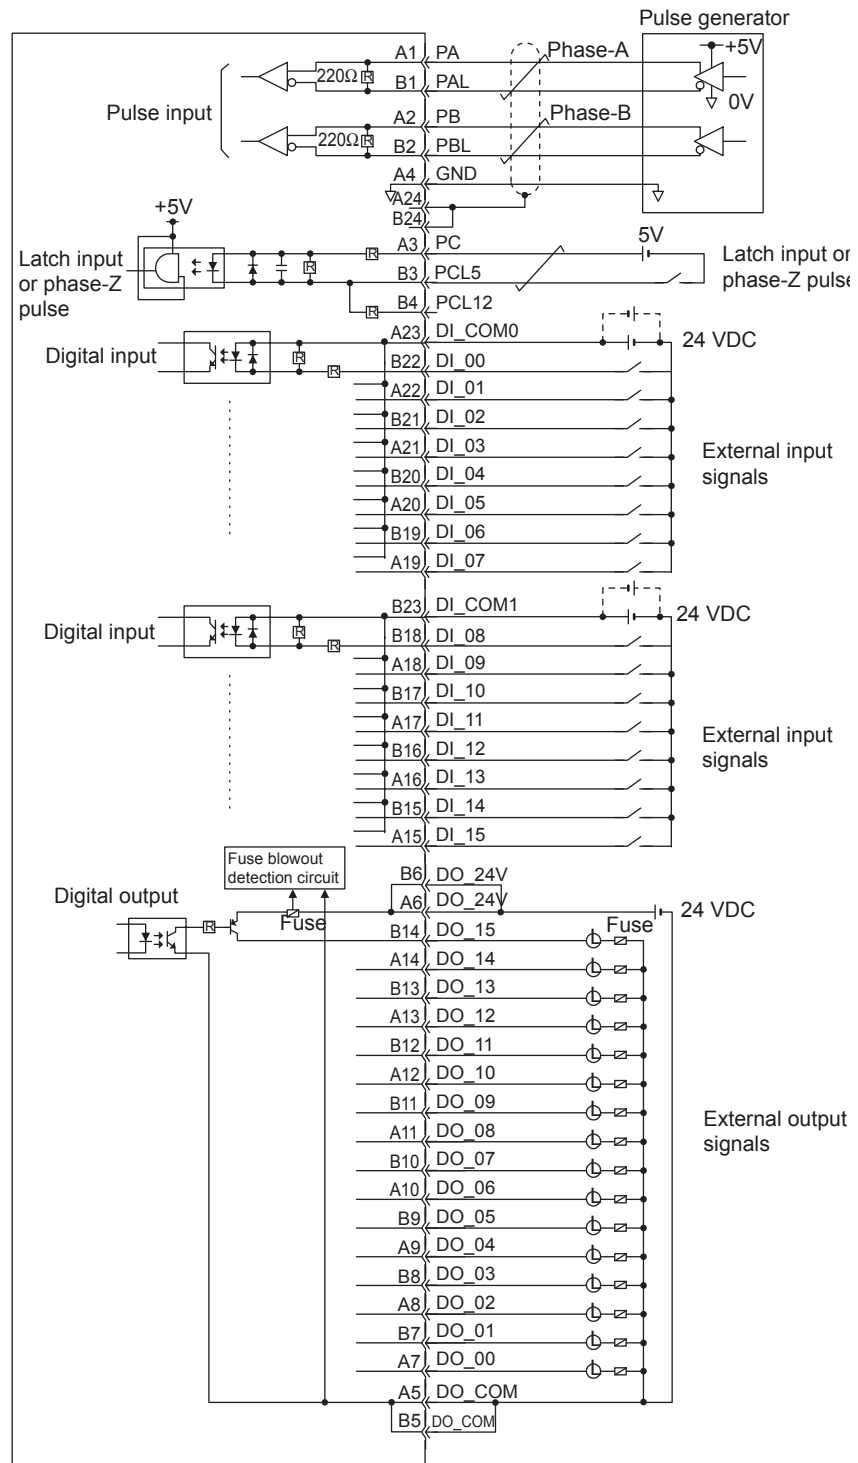 Pulse generator
A1 PA Phase-A +5V
220Ω R
B1 PAL 0V
Pulse input
A2 PB Phase-B
220Ω R
B2 PBL
A4 GND
A24
+5V B24
A3 PC 5V
R
Latch input or phase-Z pulse
R
B3 PCL5
Latch input or
phase-Z pulse
B4 PCL12
R
A23 DI_COM0 24 VDC
Digital input
R
B22 DI_00
R
A22 DI_01
B21 DI_02
A21 DI_03
External input
signals
B20 DI_04
A20 DI_05
B19 DI_06
A19 DI_07
B23 DI_COM1 24 VDC
Digital input
R
B18 DI_08
R
A18 DI_09
B17 DI_10
A17 DI_11
External input
signals
B16 DI_12
A16 DI_13
B15 DI_14
A15 DI_15
Fuse blowout
detection circuit
B6 DO_24V
Digital output
A6 DO_24V 24 VDC
R
Fuse
B14 DO_15 Fuse
L
A14 DO_14 L
B13 DO_13 L
A13 DO_12 L
B12 DO_11 L
A12 DO_10 L
B11 DO_09 L
External output
signals
A11 DO_08 L
B10 DO_07 L
A10 DO_06 L
B9 DO_05 L
A9 DO_04 L
B8 DO_03 L
A8 DO_02 L
B7 DO_01 L
A7 DO_00 L
A5 DO_COM
B5 DO_COM